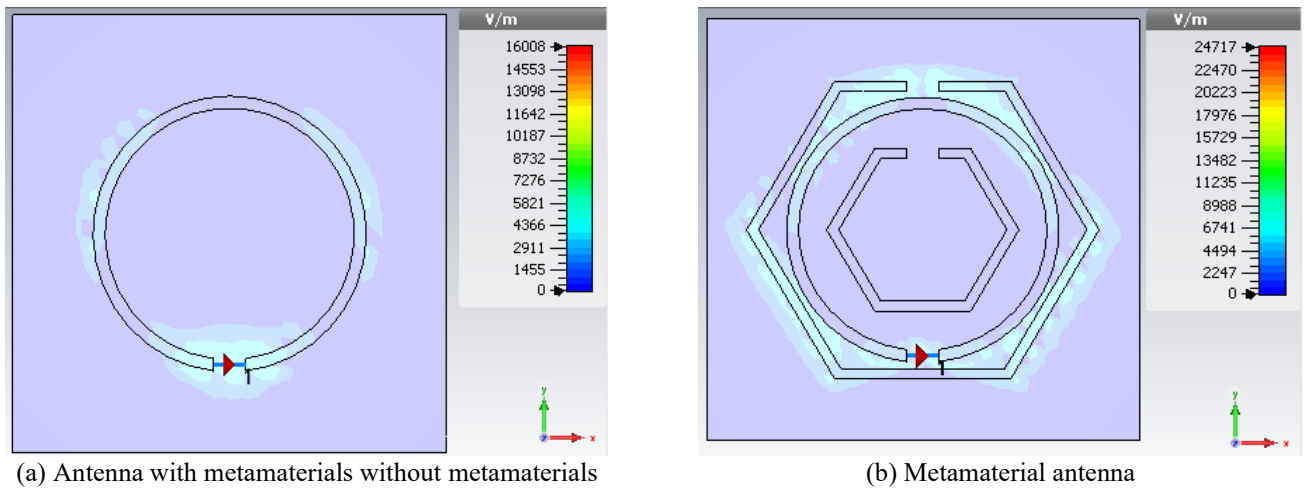 V/m
16008
14553
13098
11642
10187
8732
7276
5821
4366
2911
1455
0
1
y
z
x
(a) Antenna with metamaterials without metamaterials
V/m
24717
22470
20223
17976
15729
13482
11235
8988
6741
4494
2247
0
1
y
z
x
(b) Metamaterial antenna